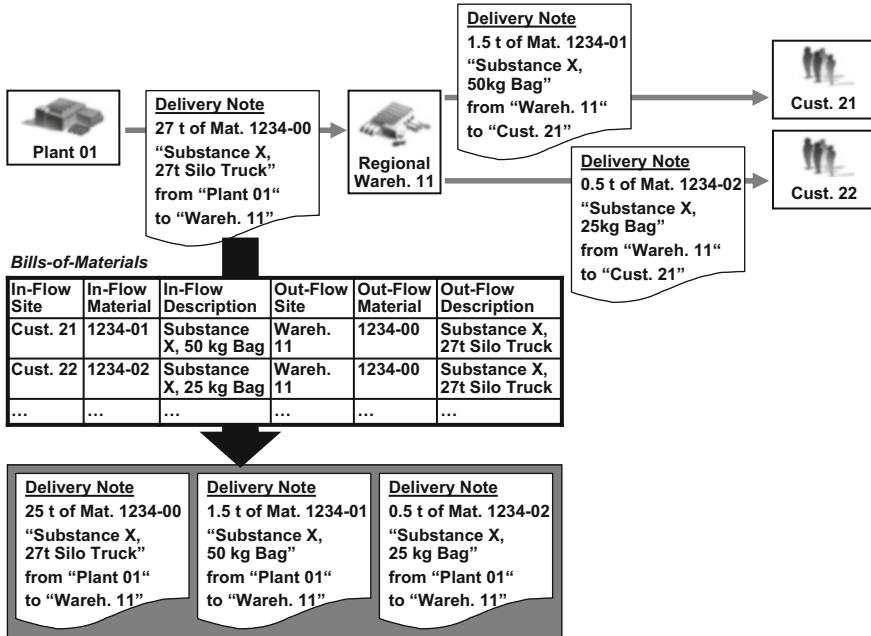 Plant 01
Delivery Note
27 t of Mat. 1234-00
“Substance X,
27t Silo Truck”
from “Plant 01“
to “Wareh. 11”
Regional
Wareh. 11
Delivery Note
1.5 t of Mat. 1234-01
“Substance X,
50kg Bag”
from “Wareh. 11“
to “Cust. 21”
Cust. 21
Delivery Note
0.5 t of Mat. 1234-02
“Substance X,
25kg Bag”
from “Wareh. 11“
to “Cust. 21”
Cust. 22
Bills-of-Materials
In-Flow Site In-Flow Material In-Flow Description Out-Flow Site Out-Flow Material Out-Flow Description
Cust. 21 1234-01 Substance X, 50 kg Bag Wareh. 11 1234-00 Substance X, 27t Silo Truck
Cust. 22 1234-02 Substance X, 25 kg Bag Wareh. 11 1234-00 Substance X, 27t Silo Truck
... ... ... ... ... ...
Delivery Note
25 t of Mat. 1234-00
“Substance X,
27t Silo Truck”
from “Plant 01“
to “Wareh. 11”
Delivery Note
1.5 t of Mat. 1234-01
“Substance X,
50 kg Bag”
from “Plant 01“
to “Wareh. 11”
Delivery Note
0.5 t of Mat. 1234-02
“Substance X,
25 kg Bag”
from “Plant 01“
to “Wareh. 11”